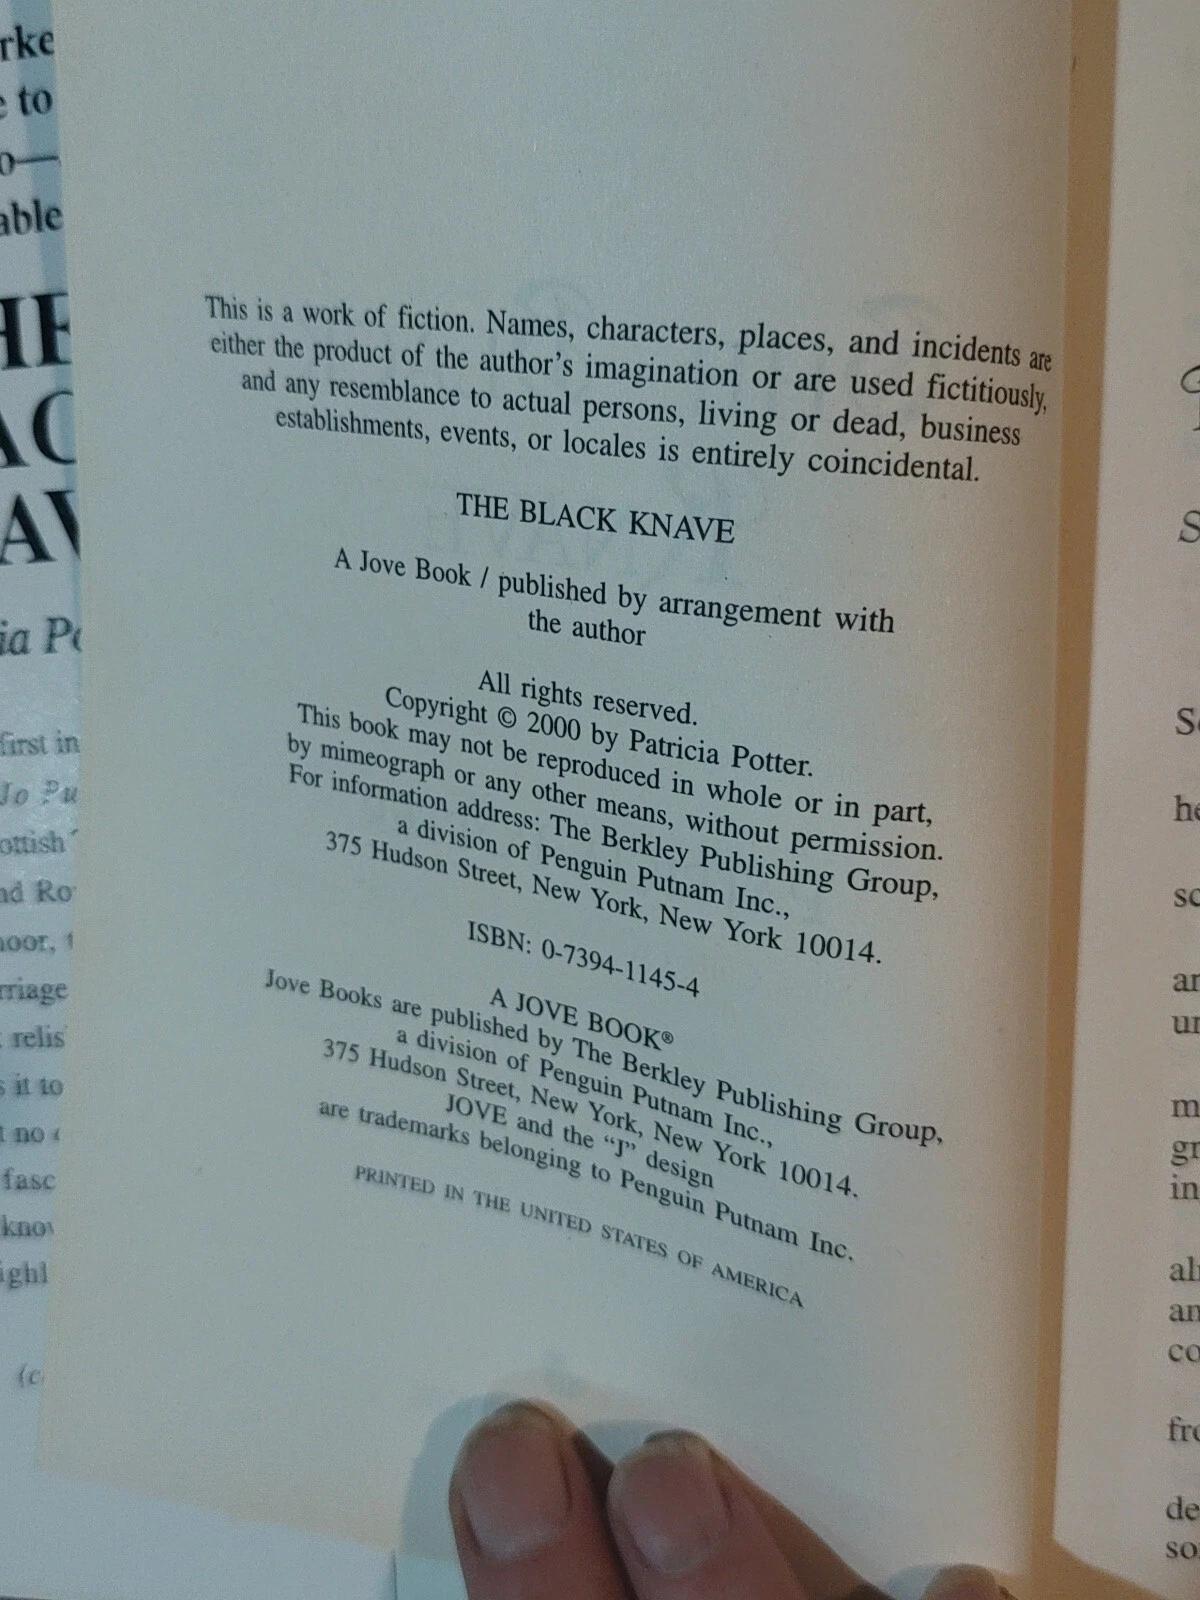 rke
to
o—
able
HE
AC
AV
ia Po
first in
Jo Pu
ottish
nd Ro
noor, t
rriage
relis
s it to
t no
fasc
know
ighl
(c
This is a work of fiction. Names, characters, places, and incidents are
either the product of the author's imagination or are used fictitiously,
and any resemblance to actual persons, living or dead, business
establishments, events, or locales is entirely coincidental.
THE BLACK KNAVE
A Jove Book / published by arrangement with
the author
All rights reserved.
Copyright © 2000 by Patricia Potter.
This book may not be reproduced in whole or in part,
by mimeograph or any other means, without permission.
For information address: The Berkley Publishing Group,
a division of Penguin Putnam Inc.,
375 Hudson Street, New York, New York 10014.
ISBN: 0-7394-1145-4
A JOVE BOOK®
Jove Books are published by The Berkley Publishing Group,
a division of Penguin Putnam Inc.,
375 Hudson Street, New York, New York 10014.
JOVE and the “J” design
are trademarks belonging to Penguin Putnam Inc.
PRINTED IN THE UNITED STATES OF AMERICA
S
So
he
sc
ar
ur
m
gr
in
al
an
co
fro
de
so